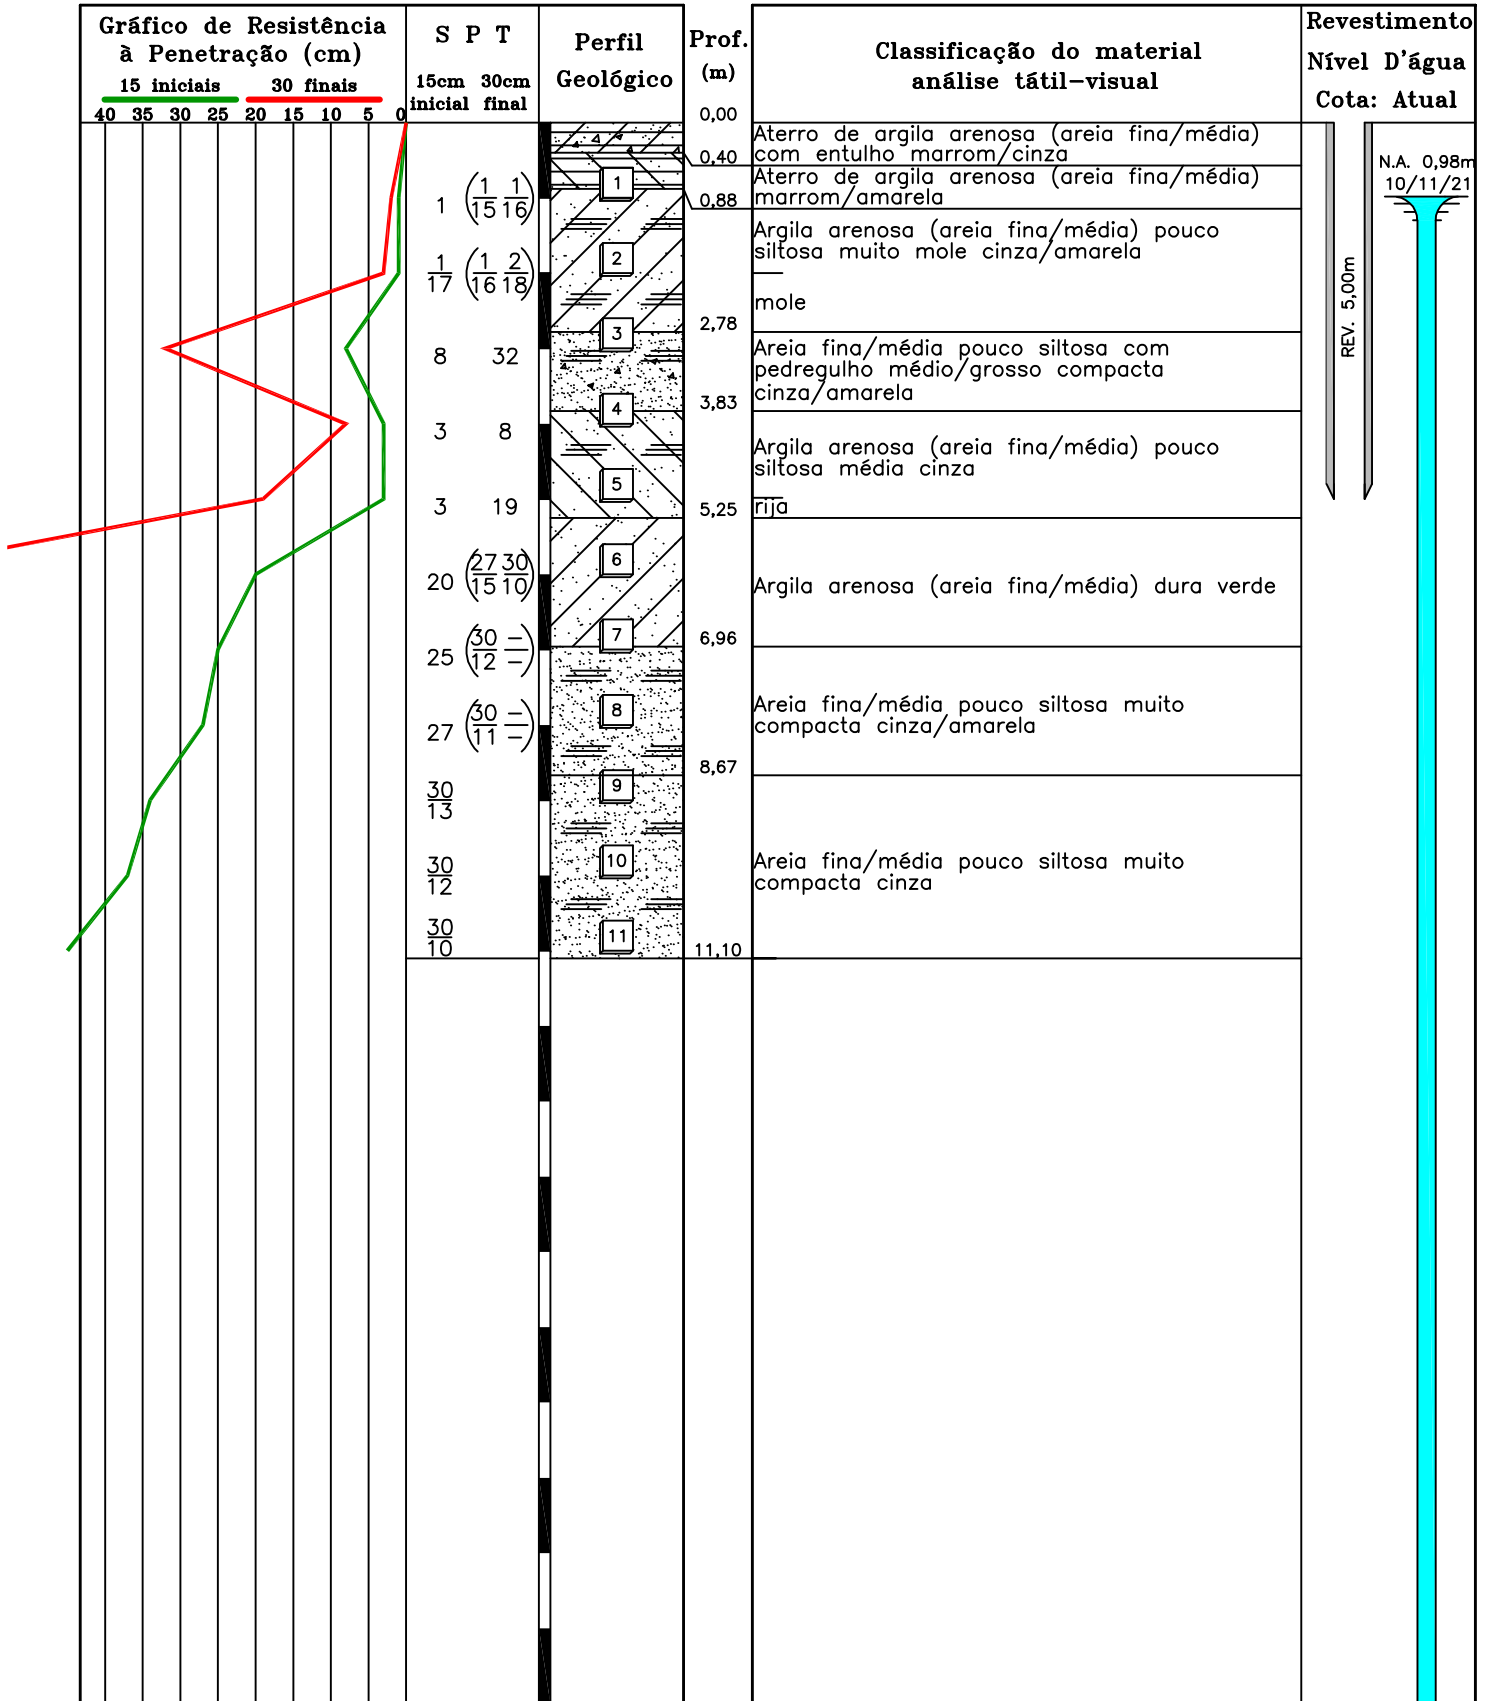 Gráfico de Resistência
à Penetração (cm)
15 iniciais 30 finais
40 35 30 25 20 15 10 5 0
S P T
15cm 30cm
inicial final
Perfil
Geológico
Prof.
(m)
Classificação do material
análise tátil-visual
Revestimento
Nível D'água
Cota: Atual
0,00
Aterro de argila arenosa (areia fina/média)
com entulho marrom/cinza
0,40
Aterro de argila arenosa (areia fina/média)
marrom/amarela
0,88
N.A. 0,98m
10/11/21
REV. 5,00m
1 (1/15 1/16)
1
Argila arenosa (areia fina/média) pouco
siltosa muito mole cinza/amarela
1/17 (1/16 2/18)
2
mole
2,78
3
8 32
Areia fina/média pouco siltosa com
pedregulho médio/grosso compacta
cinza/amarela
3,83
4
3 8
Argila arenosa (areia fina/média) pouco
siltosa média cinza
5
3 19
rija
5,25
6
20 (27/15 30/10)
Argila arenosa (areia fina/média) dura verde
7
6,96
25 (30/12 –/–)
8
Areia fina/média pouco siltosa muito
compacta cinza/amarela
27 (30/11 –/–)
8,67
9
30/13
10
Areia fina/média pouco siltosa muito
compacta cinza
30/12
11
30/10
11,10